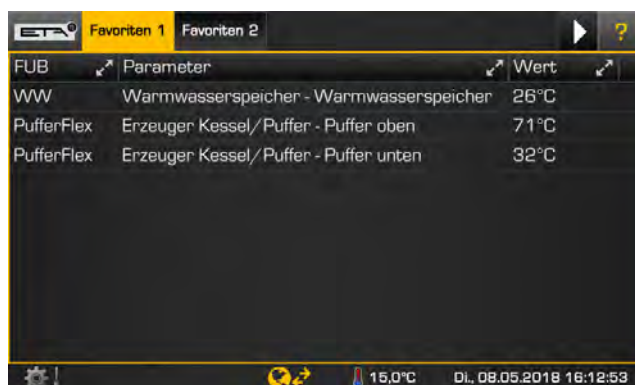 ETA Favoriten 1 Favoriten 2 ?
FUB Parameter Wert
WW Warmwasserspeicher - Warmwasserspeicher 26°C
PufferFlex Erzeuger Kessel/Puffer - Puffer oben 71°C
PufferFlex Erzeuger Kessel/Puffer - Puffer unten 32°C
! 15,0°C Di., 08.05.2018 16:12:53